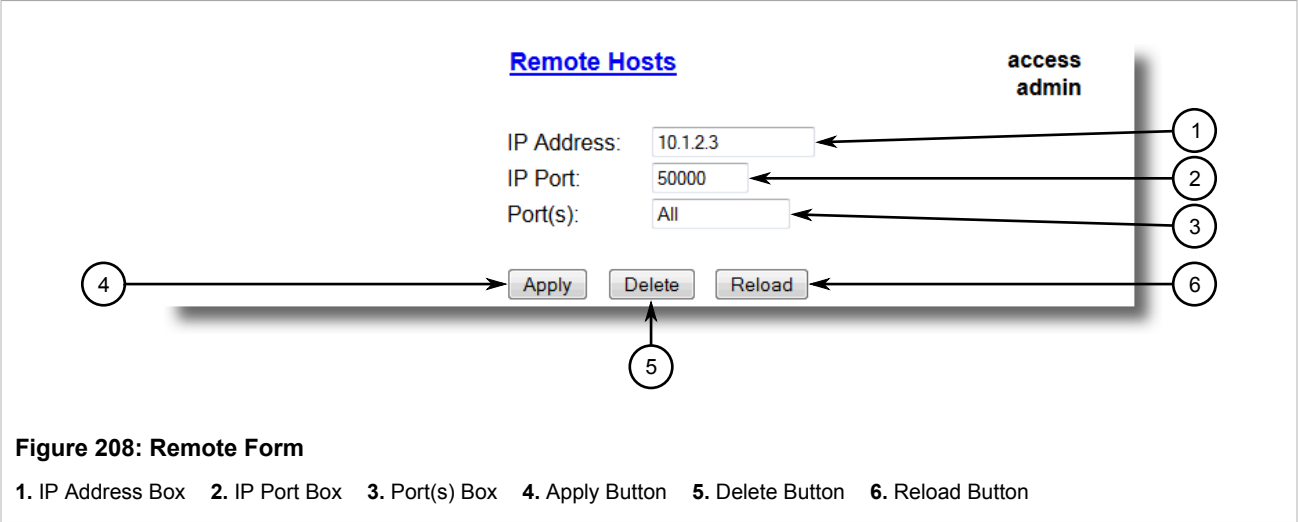 Remote Hosts
access
admin
IP Address: 10.1.2.3
1
IP Port: 50000
2
Port(s): All
3
4
Apply Delete Reload
6
5
Figure 208: Remote Form
1. IP Address Box 2. IP Port Box 3. Port(s) Box 4. Apply Button 5. Delete Button 6. Reload Button